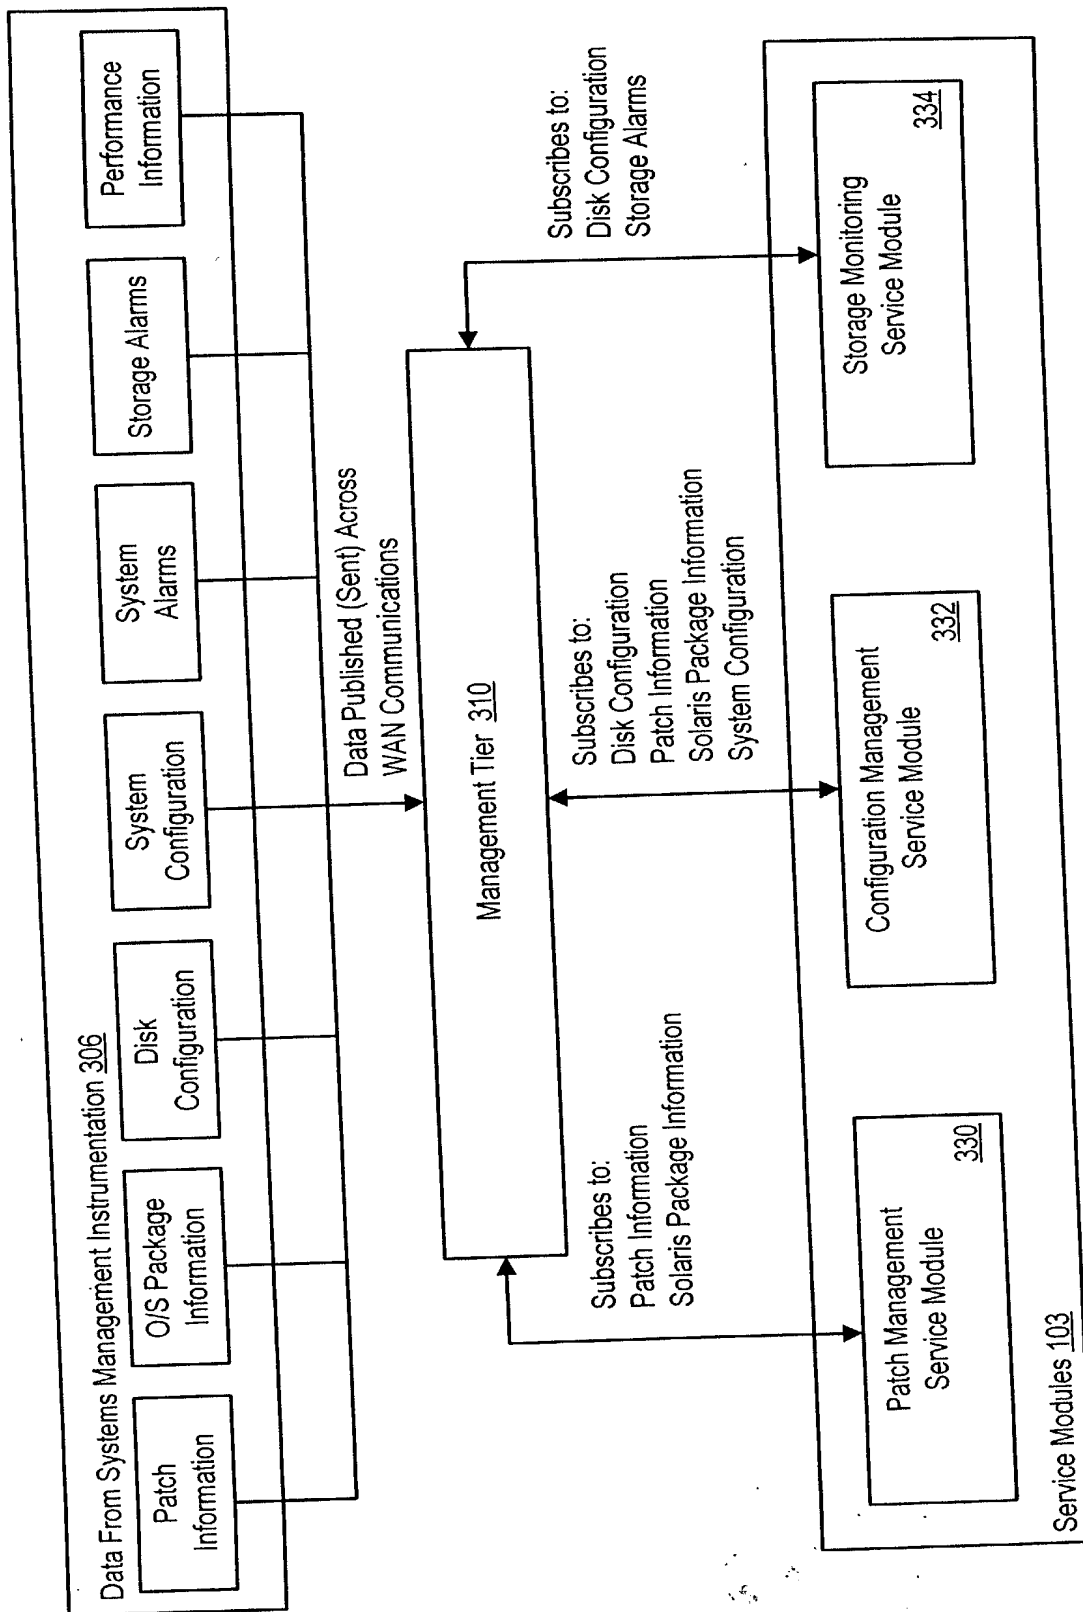 Data From Systems Management Instrumentation 306
Patch
Information
O/S Package
Information
Disk
Configuration
System
Configuration
System
Alarms
Storage Alarms
Performance
Information
Data Published (Sent) Across
WAN Communications
Management Tier 310
Subscribes to:
Patch Information
Solaris Package Information
Subscribes to:
Disk Configuration
Patch Information
Solaris Package Information
System Configuration
Subscribes to:
Disk Configuration
Storage Alarms
Patch Management
Service Module
330
Configuration Management
Service Module
332
Storage Monitoring
Service Module
334
Service Modules 103